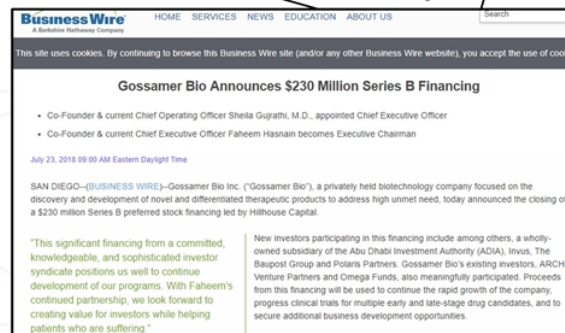 Business Wire
A Berkshire Hathaway Company
HOME SERVICES NEWS EDUCATION ABOUT US
Search
This site uses cookies. By continuing to browse this Business Wire site (and/or any other Business Wire website), you accept the use of coo
Gossamer Bio Announces $230 Million Series B Financing
• Co-Founder & current Chief Operating Officer Sheila Gujrathi, M.D., appointed Chief Executive Officer
• Co-Founder & current Chief Executive Officer Faheem Hasnain becomes Executive Chairman
July 23, 2018 09:00 AM Eastern Daylight Time
SAN DIEGO--(BUSINESS WIRE)--Gossamer Bio Inc. ("Gossamer Bio"), a privately held biotechnology company focused on the
discovery and development of novel and differentiated therapeutic products to address high unmet need, today announced the closing of
a $230 million Series B preferred stock financing led by Hillhouse Capital.
"This significant financing from a committed,
knowledgeable, and sophisticated investor
syndicate positions us well to continue
development of our programs. With Faheem's
continued partnership, we look forward to
creating value for investors while helping
patients who are suffering."
New investors participating in this financing include among others, a wholly-
owned subsidiary of the Abu Dhabi Investment Authority (ADIA), Invus, The
Baupost Group and Polaris Partners. Gossamer Bio's existing investors, ARCH
Venture Partners and Omega Funds, also meaningfully participated. Proceeds
from this financing will be used to continue the rapid growth of the company,
progress clinical trials for multiple early and late-stage drug candidates, and to
secure additional business development opportunities.